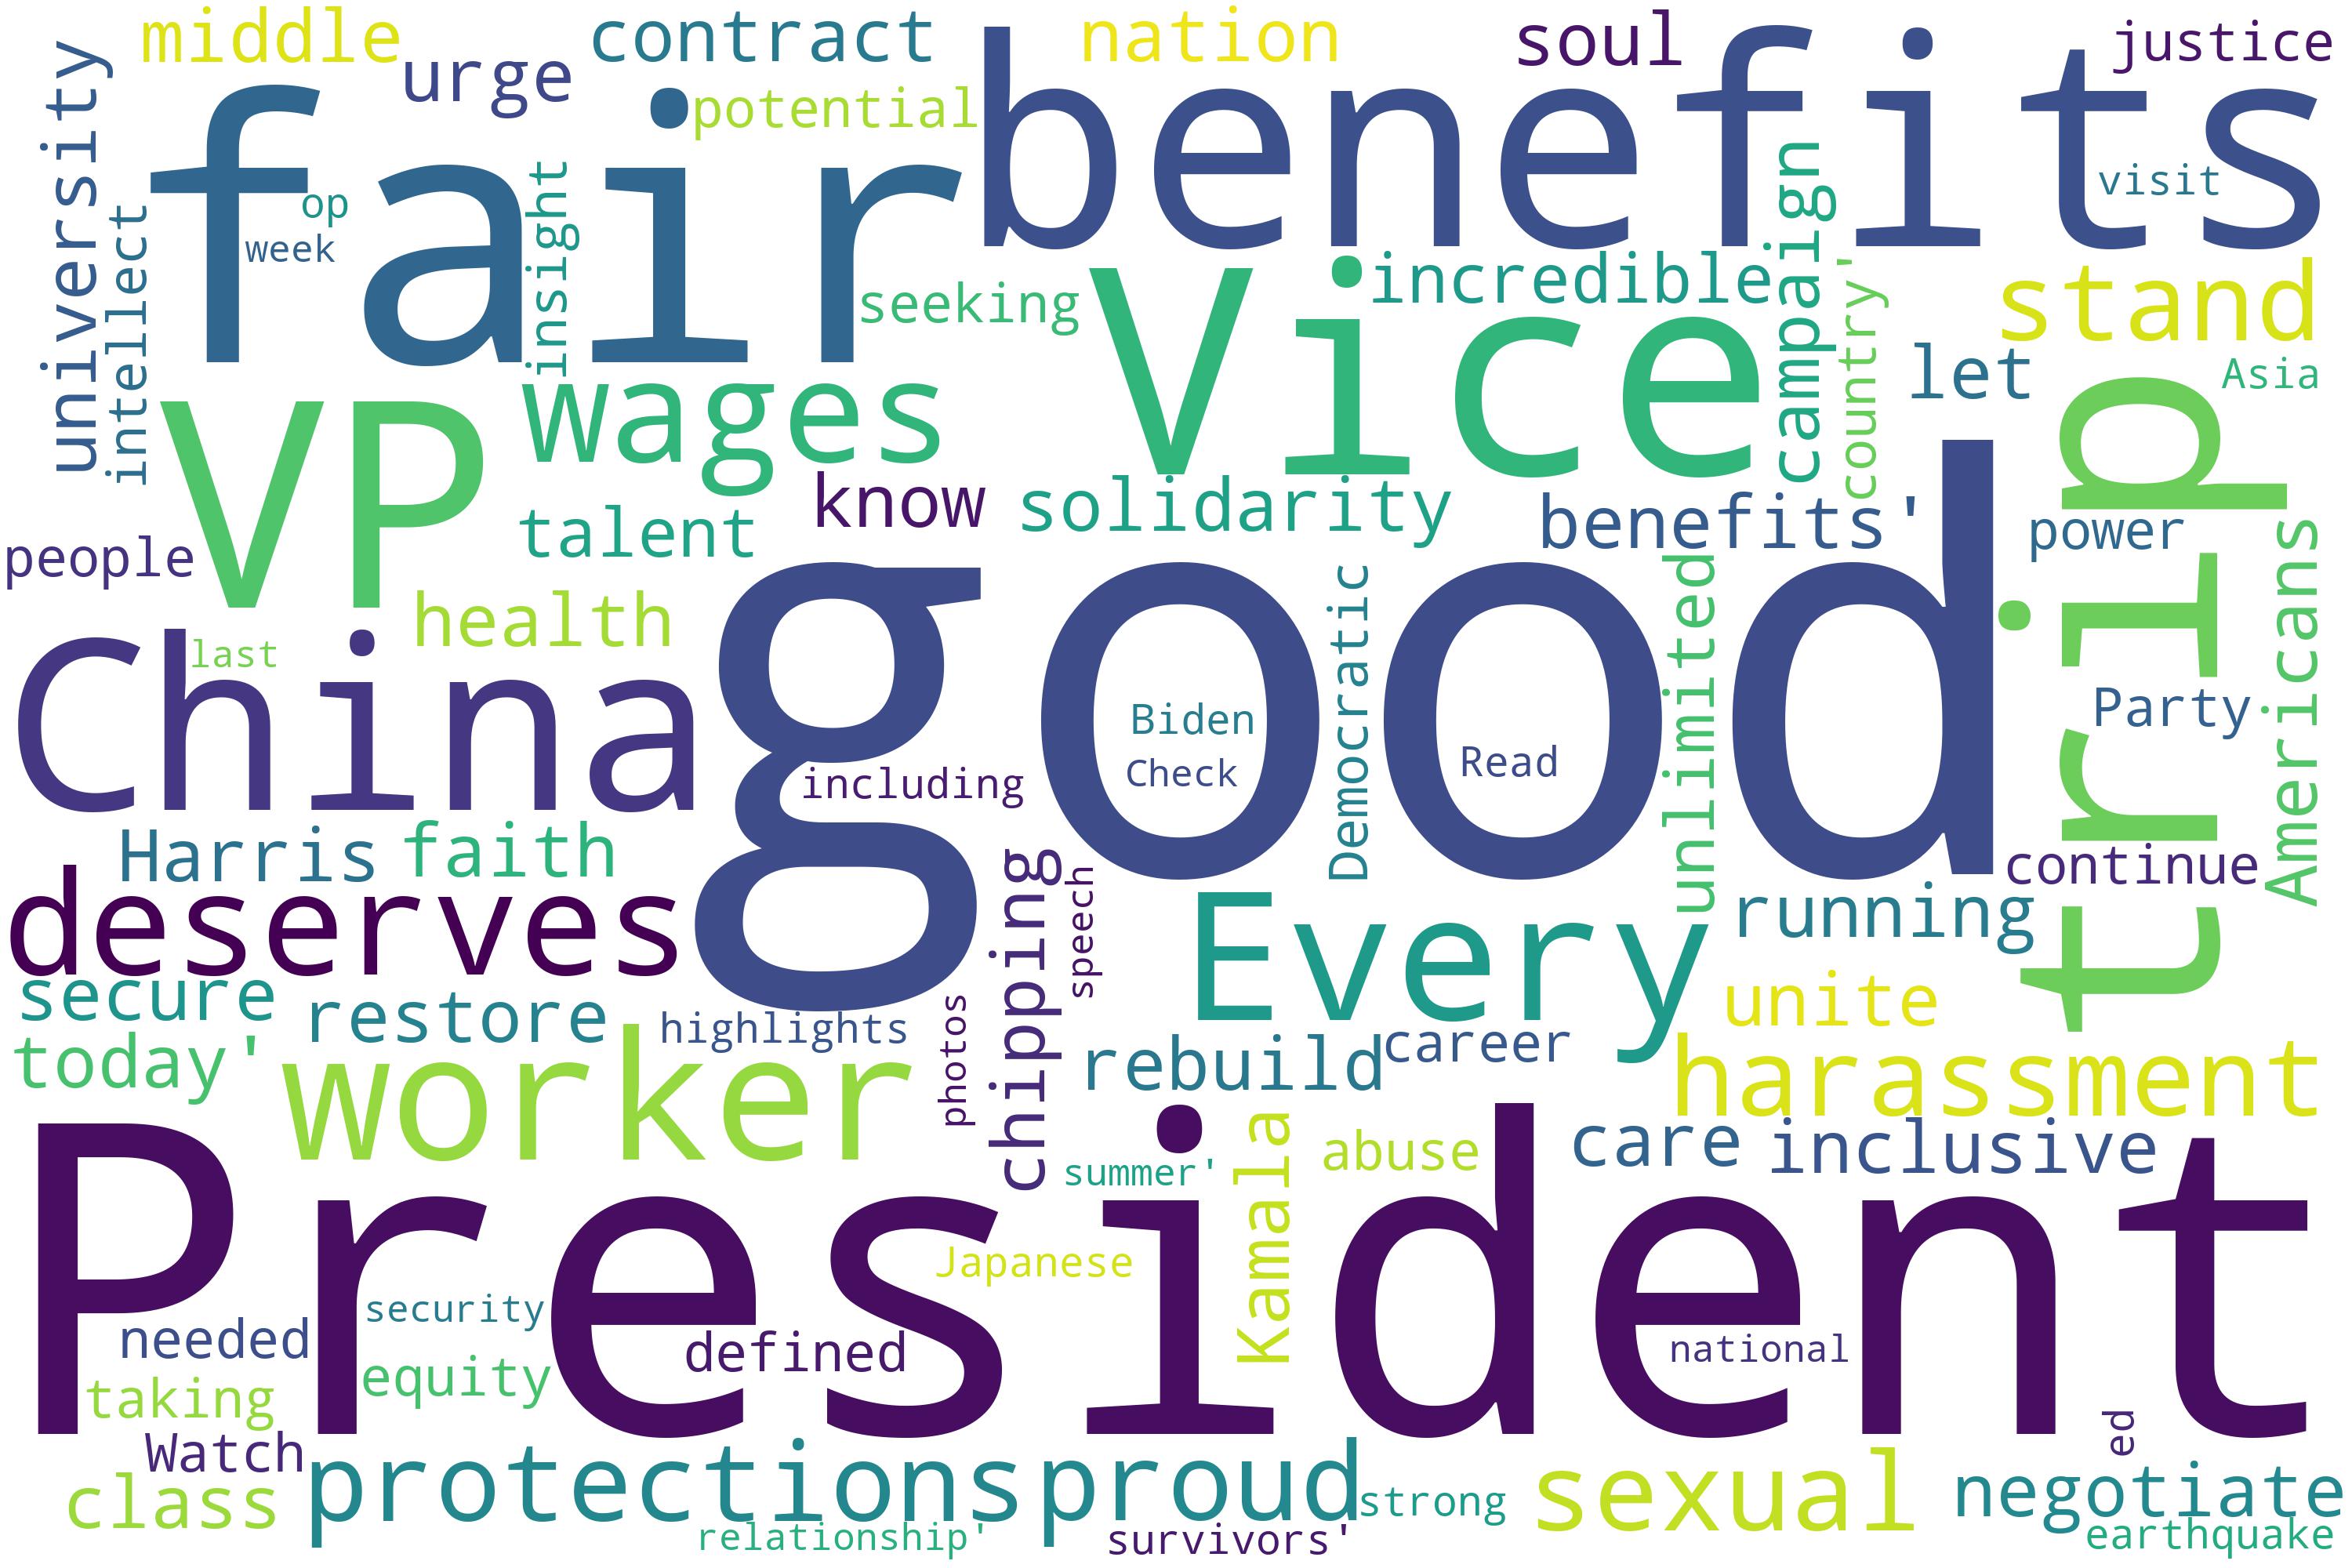 middle
contract
nation
soul
justice
urge
university
potential
benefits
fair
op
week
intellect
insight
visit
campaign
seeking
incredible
country'
stand
Vice
let
Asia
VP
wages
know
solidarity
benefits'
power
talent
people
trip
Americans
health
good
Democratic
unlimited
China
last
Biden
Check
Read
Party
including
Harris
faith
continue
deserves
chipping
speech
Every
running
secure
restore
highlights
unite
photos
today'
worker
rebuild
career
harassment
President
summer'
Kamala
abuse
care
inclusive
Japanese
security
needed
defined
national
equity
taking
Watch
ed
class
protections
proud
strong
sexual
negotiate
relationship'
survivors'
earthquake